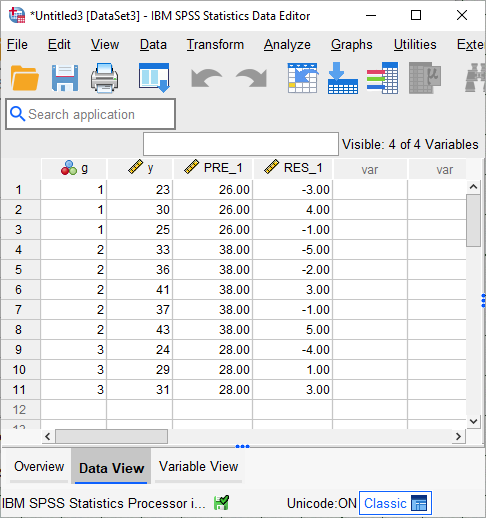 *Untitled3 [DataSet3] - IBM SPSS Statistics Data Editor
File Edit View Data Transform Analyze Graphs Utilities Exte
Search application
Visible: 4 of 4 Variables
g y PRE_1 RES_1 var var
1 1 23 26.00 -3.00
2 1 30 26.00 4.00
3 1 25 26.00 -1.00
4 2 33 38.00 -5.00
5 2 36 38.00 -2.00
6 2 41 38.00 3.00
7 2 37 38.00 -1.00
8 2 43 38.00 5.00
9 3 24 28.00 -4.00
10 3 29 28.00 1.00
11 3 31 28.00 3.00
12
Overview Data View Variable View
IBM SPSS Statistics Processor i... Unicode:ON Classic